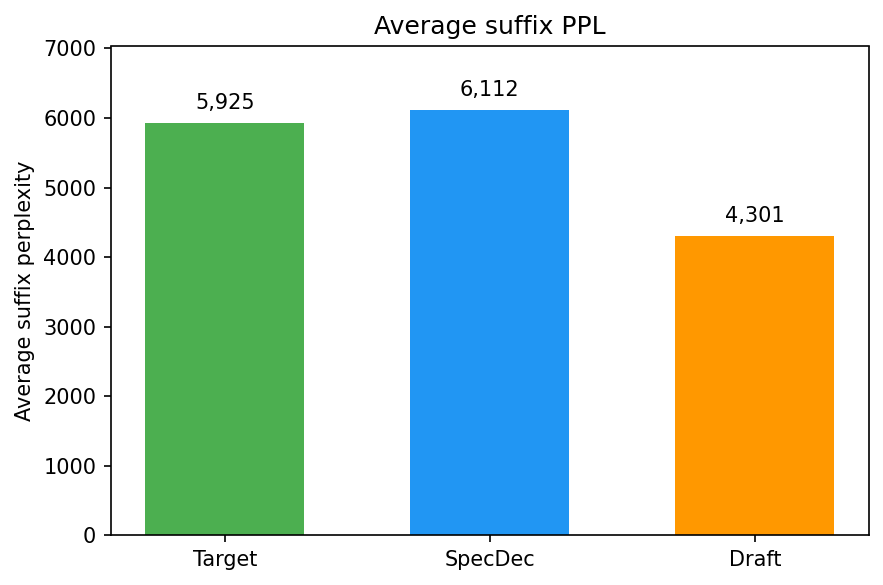 Average suffix PPL
Average suffix perplexity
7000
6000
5000
4000
3000
2000
1000
0
5,925
6,112
4,301
Target
SpecDec
Draft